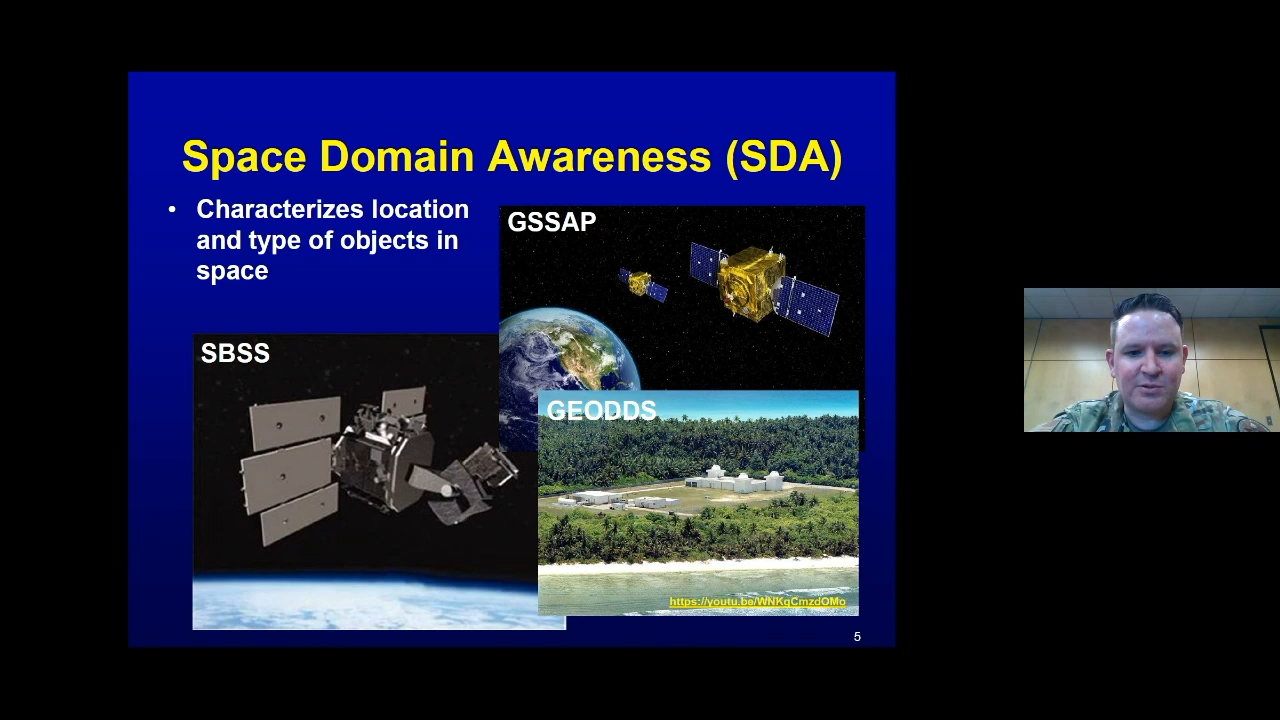 Space Domain Awareness (SDA)
• Characterizes location
and type of objects in
space
GSSAP
SBSS
GEODDS
https://youtu.be/WNKqCmzdOMo
5